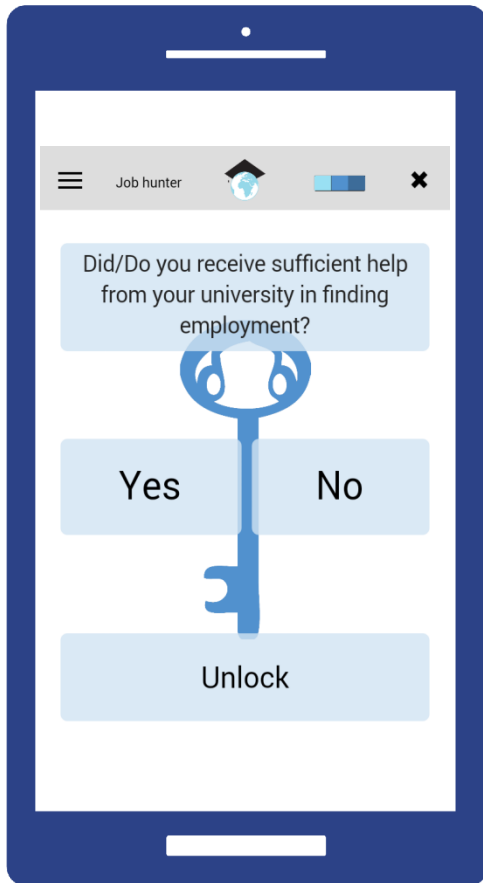 Job hunter
Did/Do you receive sufficient help
from your university in finding
employment?
Yes No
Unlock